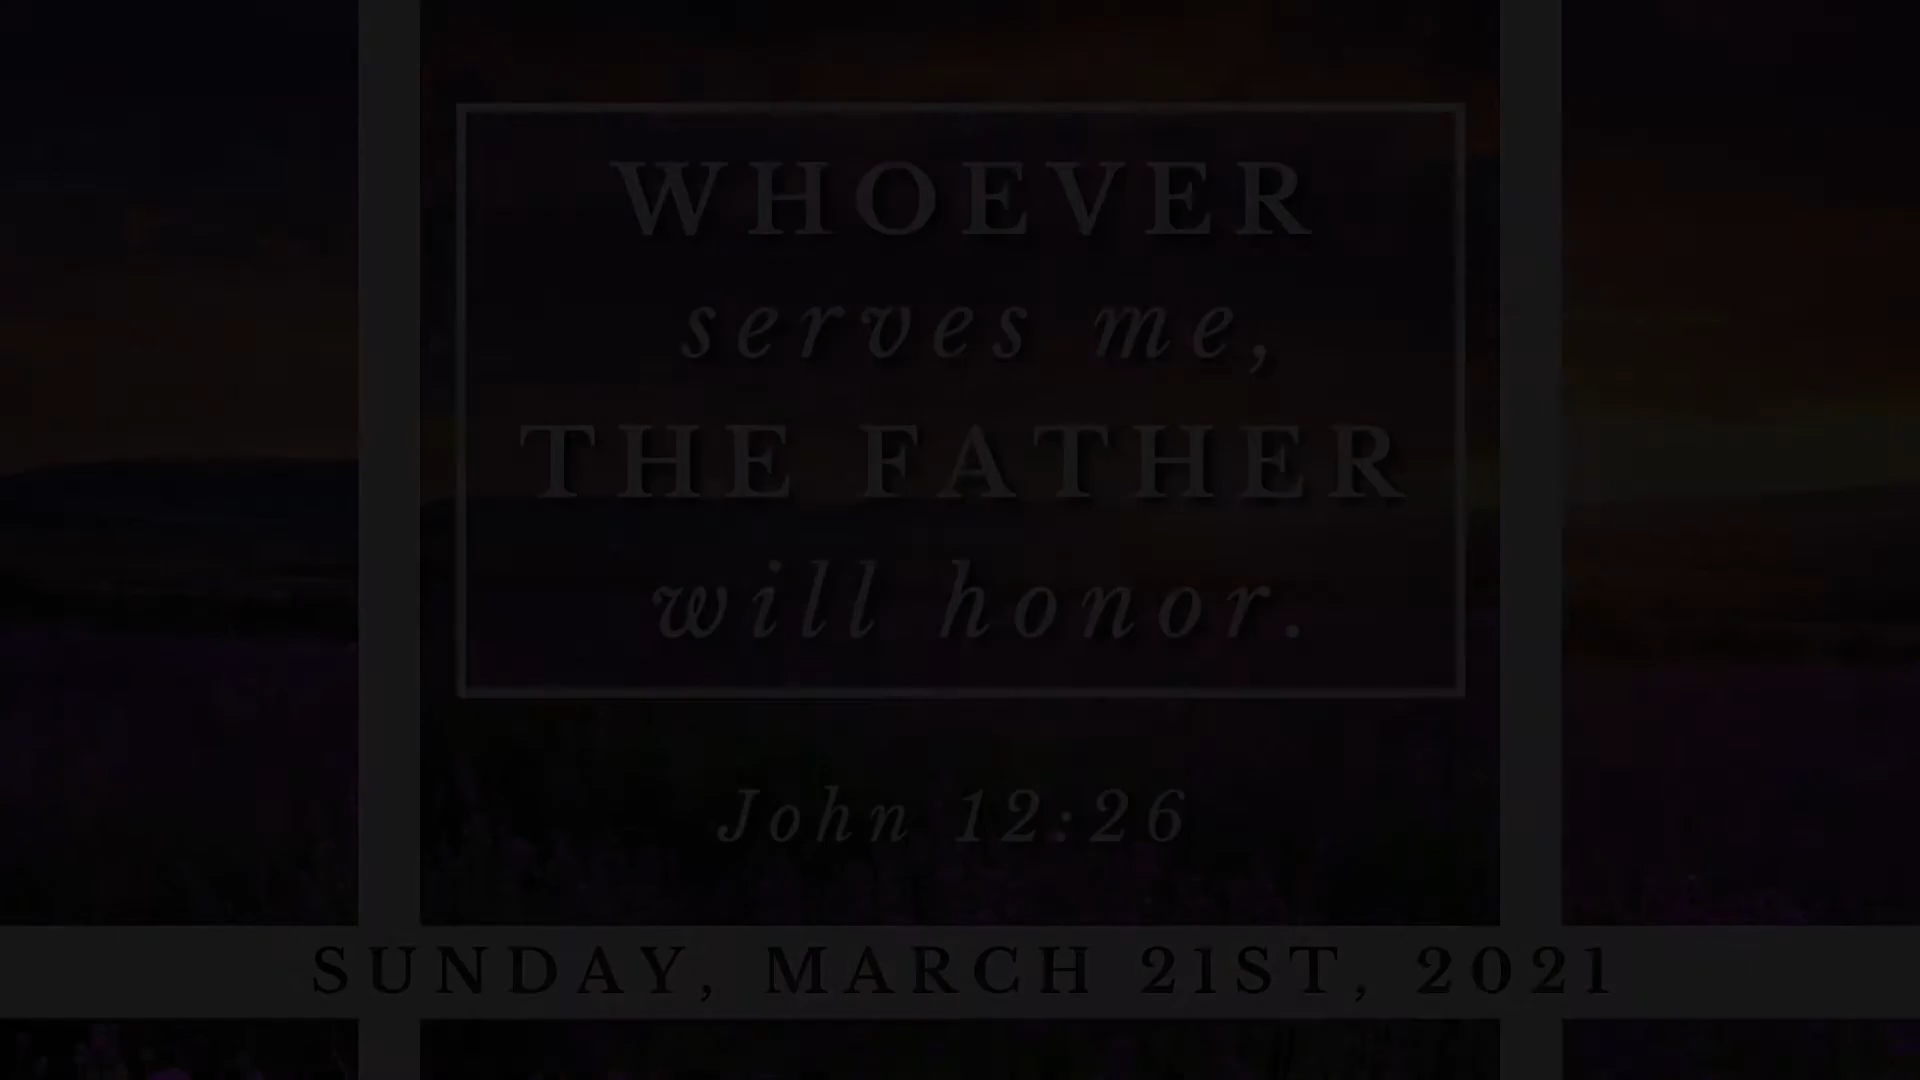 WHOEVER
serves me,
THE FATHER
will honor.
John 12:26
SUNDAY, MARCH 21ST, 2021